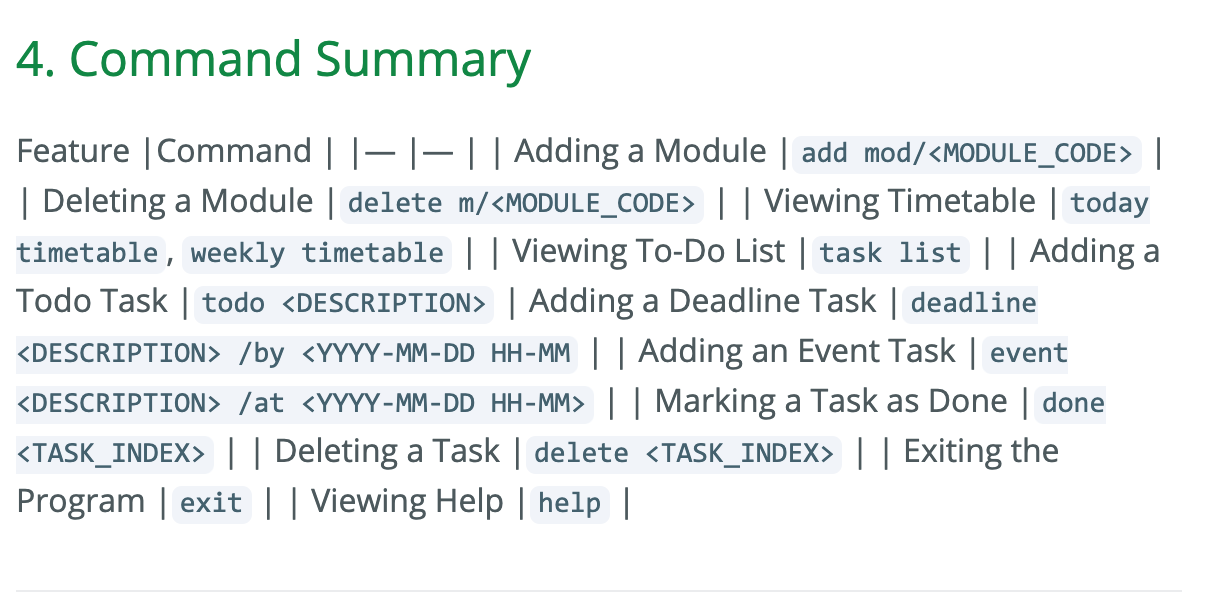 4. Command Summary
Feature |Command | |— |— | | Adding a Module | add mod/<MODULE_CODE> |
| Deleting a Module | delete m/<MODULE_CODE> | | Viewing Timetable | today
timetable, weekly timetable | | Viewing To-Do List | task list | | Adding a
Todo Task | todo <DESCRIPTION> | Adding a Deadline Task | deadline
<DESCRIPTION> /by <YYYY-MM-DD HH-MM | | Adding an Event Task | event
<DESCRIPTION> /at <YYYY-MM-DD HH-MM> | | Marking a Task as Done | done
<TASK_INDEX> | | Deleting a Task | delete <TASK_INDEX> | | Exiting the
Program | exit | | Viewing Help | help |